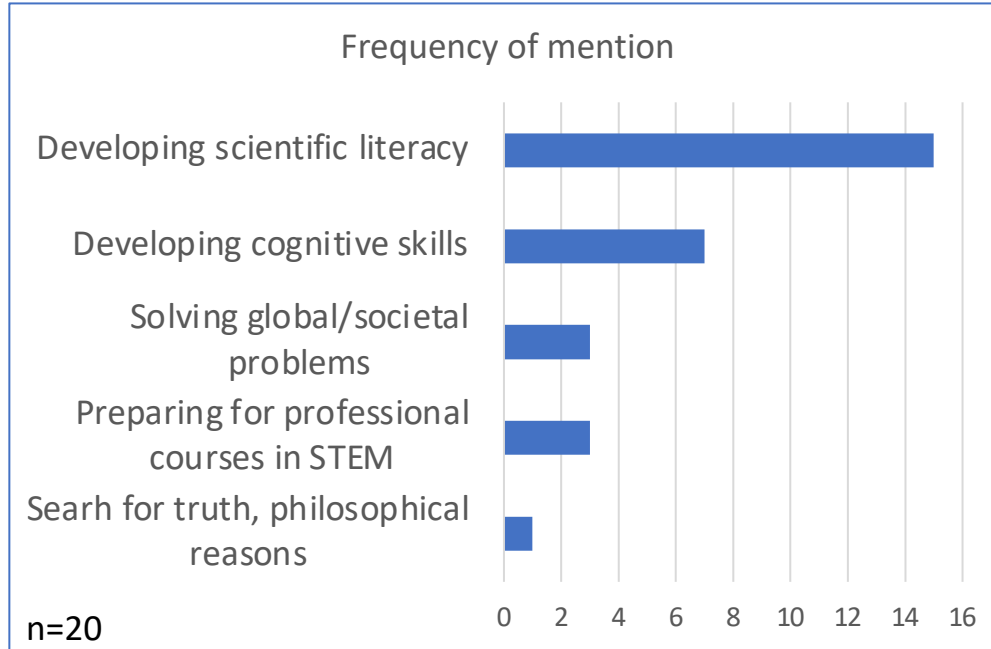 Frequency of mention
Developing scientific literacy
Developing cognitive skills
Solving global/societal
problems
Preparing for professional
courses in STEM
Searh for truth, philosophical
reasons
0 2 4 6 8 10 12 14 16
n=20